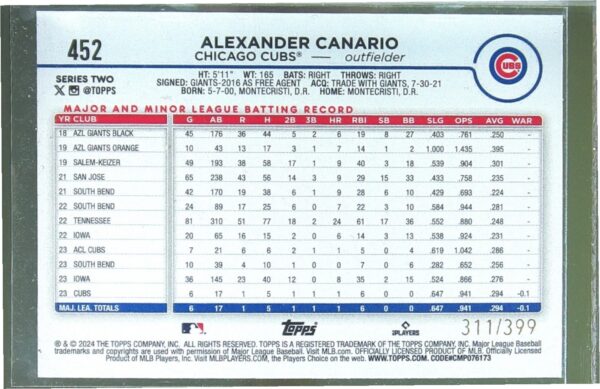 452
ALEXANDER CANARIO
CHICAGO CUBS® — outfielder
CUBS
SERIES TWO
@TOPPS
HT: 5'11" WT: 165 BATS: RIGHT THROWS: RIGHT
SIGNED: GIANTS-2016 AS FREE AGENT ACQ: TRADE WITH GIANTS, 7-30-21
BORN: 5-7-00, MONTECRISTI, D.R. HOME: MONTECRISTI, D.R.
MAJOR AND MINOR LEAGUE BATTING RECORD
YR CLUB G AB R H 2B 3B HR RBI SB BB SLG OPS AVG WAR
18 AZL GIANTS BLACK 45 176 36 44 5 2 6 19 8 27 .403 .761 .250 -
19 AZL GIANTS ORANGE 10 43 13 17 3 1 7 14 1 2 1.000 1.435 .395 -
19 SALEM-KEIZER 49 193 38 58 17 1 9 40 3 18 .539 .904 .301 -
21 SAN JOSE 65 238 43 56 14 3 9 29 15 33 .433 .758 .235 -
21 SOUTH BEND 42 170 19 38 6 1 9 28 6 10 .429 .693 .224 -
22 SOUTH BEND 24 89 17 25 6 0 7 22 3 10 .584 .944 .281 -
22 TENNESSEE 81 310 51 77 18 2 24 61 17 36 .552 .880 .248 -
22 IOWA 20 65 16 15 2 0 6 14 3 13 .538 .924 .231 -
23 ACL CUBS 7 21 6 6 2 1 1 5 0 4 .619 1.042 .286 -
23 SOUTH BEND 10 39 4 10 1 0 0 7 0 6 .282 .652 .256 -
23 IOWA 36 145 23 40 12 0 8 35 2 15 .524 .866 .276 -
23 CUBS 6 17 1 5 1 1 1 6 0 0 .647 .941 .294 -0.1
MAJ. LEA. TOTALS 6 17 1 5 1 1 1 6 0 0 .647 .941 .294 -0.1
Topps
PLAYERS
311/399
® & © 2024 THE TOPPS COMPANY, INC. ALL RIGHTS RESERVED. TOPPS IS A REGISTERED TRADEMARK OF THE TOPPS COMPANY, INC. Major League Baseball
trademarks and copyrights are used with permission of Major League Baseball. Visit MLB.com. OFFICIALLY LICENSED PRODUCT OF MLB. Official Licensed
Product of MLB Players, Inc. Visit MLBPLAYERS.COM, the Players Choice on the web. WWW.TOPPS.COM. CODE#CMP076173